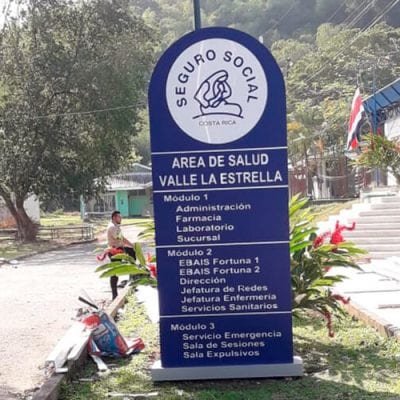 SEGURO SOCIAL
COSTA RICA
AREA DE SALUD
VALLE LA ESTRELLA
Módulo 1
Administración
Farmacia
Laboratorio
Sucursal
Módulo 2
EBAIS Fortuna 1
EBAIS Fortuna 2
Dirección
Jefatura de Redes
Jefatura Enfermería
Servicios Sanitarios
Módulo 3
Servicio Emergencia
Sala de Sesiones
Sala Expulsivos